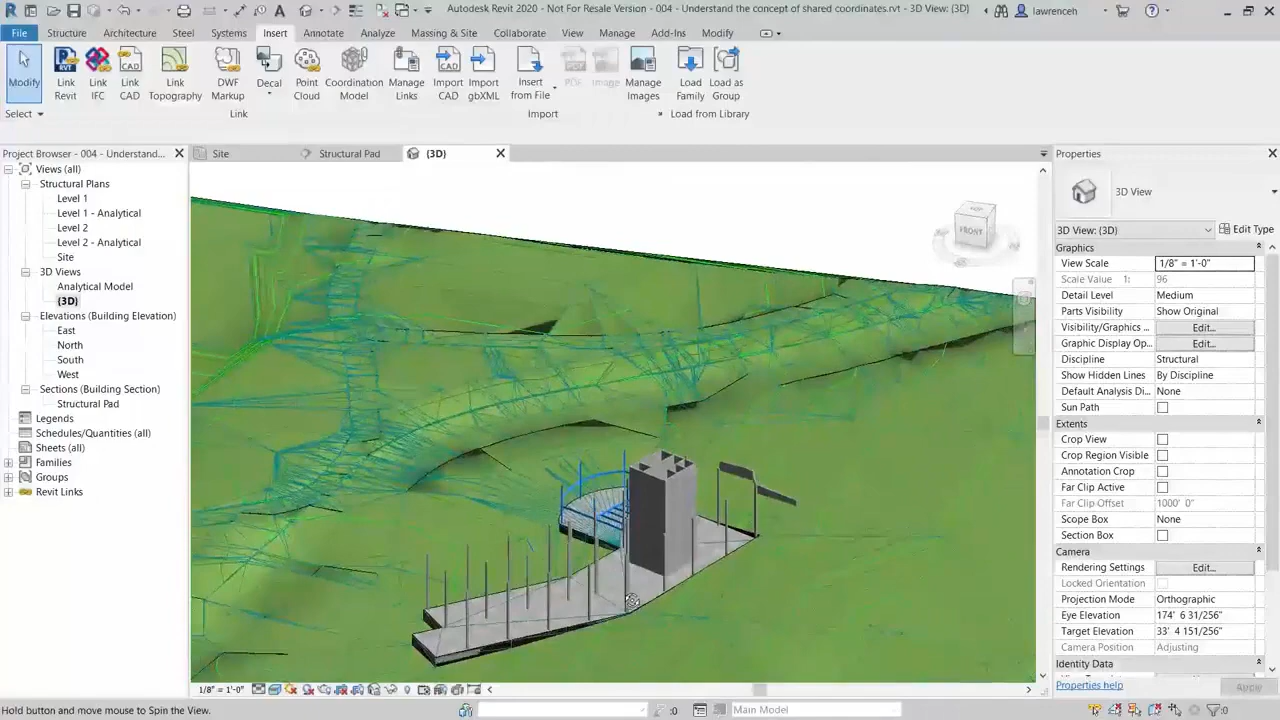 Autodesk Revit 2020 - Not For Resale Version - 004 - Understand the concept of shared coordinates.rvt - 3D View: (3D)
lawrenceh
File Structure Architecture Steel Systems Insert Annotate Analyze Massing & Site Collaborate View Manage Add-Ins Modify
Modify
Link Revit
Link IFC
Link CAD
Link Topography
DWF Markup
Decal
Point Cloud
Coordination Model
Manage Links
Import CAD
Import gbXML
Insert from File
PDF
Image
Manage Images
Load Family
Load as Group
Select
Link
Import
Load from Library
Project Browser - 004 - Understand...
Site
Structural Pad
(3D)
Properties
Views (all)
Structural Plans
Level 1
Level 1 - Analytical
Level 2
Level 2 - Analytical
Site
3D Views
Analytical Model
(3D)
Elevations (Building Elevation)
East
North
South
West
Sections (Building Section)
Structural Pad
Legends
Schedules/Quantities (all)
Sheets (all)
Families
Groups
Revit Links
FRONT
3D View
3D View: (3D) Edit Type
Graphics
View Scale 1/8" = 1'-0"
Scale Value 1: 96
Detail Level Medium
Parts Visibility Show Original
Visibility/Graphics ... Edit...
Graphic Display Op... Edit...
Discipline Structural
Show Hidden Lines By Discipline
Default Analysis Di... None
Sun Path
Extents
Crop View
Crop Region Visible
Annotation Crop
Far Clip Active
Far Clip Offset 1000' 0"
Scope Box None
Section Box
Camera
Rendering Settings Edit...
Locked Orientation
Projection Mode Orthographic
Eye Elevation 174' 6 31/256"
Target Elevation 33' 4 151/256"
Camera Position Adjusting
Identity Data
Properties help Apply
1/8" = 1'-0"
Hold button and move mouse to Spin the View.
:0
Main Model
:0